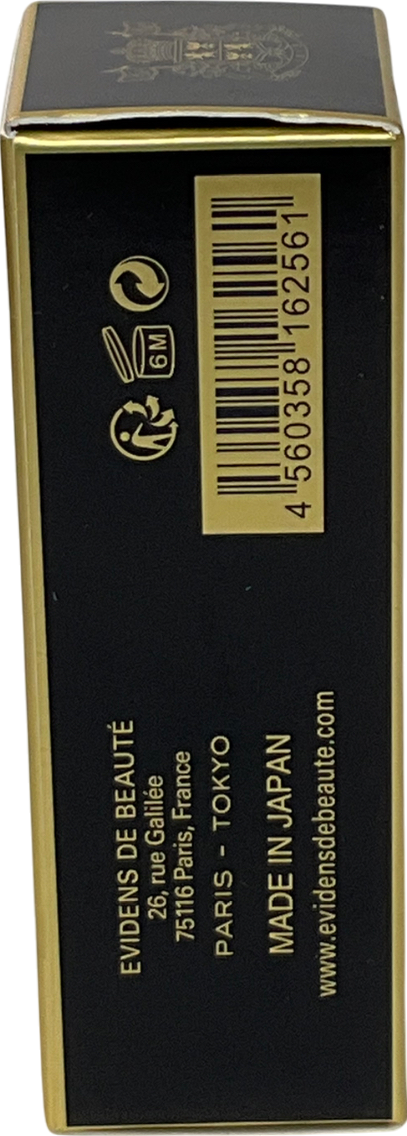 EVIDENS DE BEAUTÉ
26, rue Galilée
75116 Paris, France
PARIS - TOKYO
MADE IN JAPAN
www.evidensdebeaute.com
6M
4 560358 162561